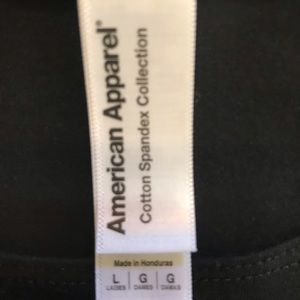 American Apparel®
Cotton Spandex Collection
Made in Honduras
L G G
LADIES DAMES DAMAS